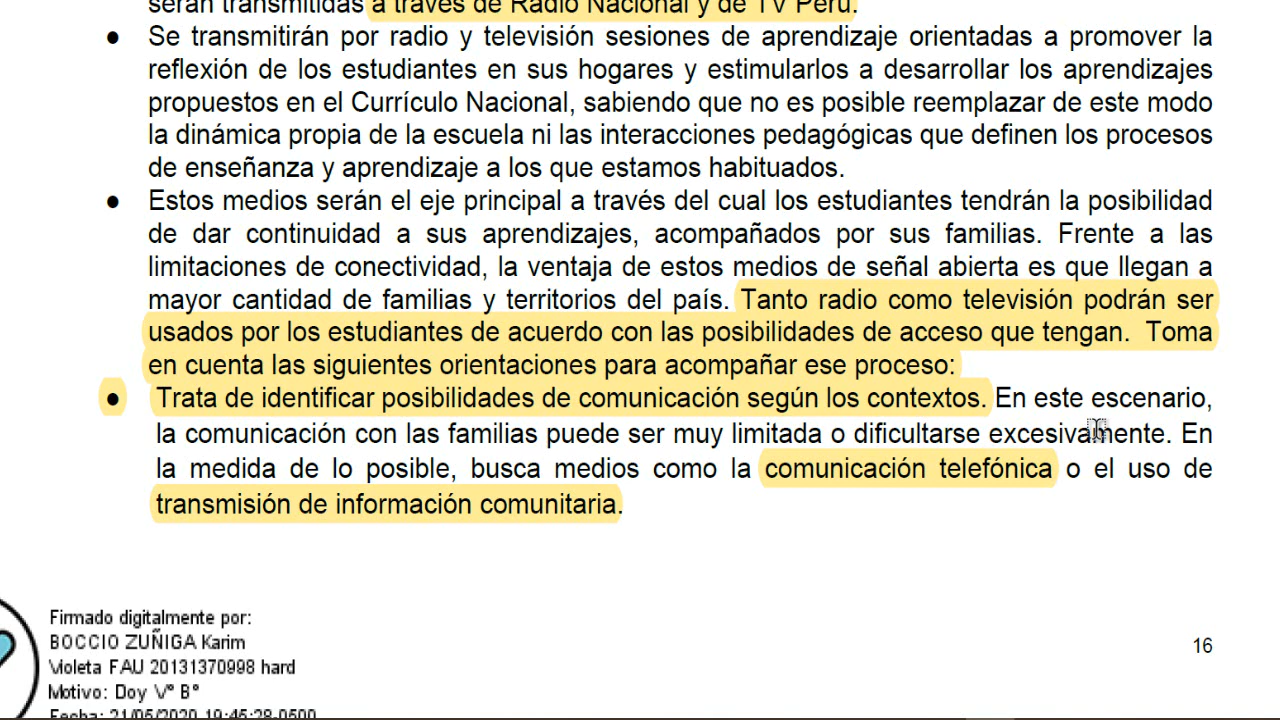 serán transmitidas a través de Radio Nacional y de TV Perú.
● Se transmitirán por radio y televisión sesiones de aprendizaje orientadas a promover la
reflexión de los estudiantes en sus hogares y estimularlos a desarrollar los aprendizajes
propuestos en el Currículo Nacional, sabiendo que no es posible reemplazar de este modo
la dinámica propia de la escuela ni las interacciones pedagógicas que definen los procesos
de enseñanza y aprendizaje a los que estamos habituados.
● Estos medios serán el eje principal a través del cual los estudiantes tendrán la posibilidad
de dar continuidad a sus aprendizajes, acompañados por sus familias. Frente a las
limitaciones de conectividad, la ventaja de estos medios de señal abierta es que llegan a
mayor cantidad de familias y territorios del país. Tanto radio como televisión podrán ser
usados por los estudiantes de acuerdo con las posibilidades de acceso que tengan. Toma
en cuenta las siguientes orientaciones para acompañar ese proceso:
● Trata de identificar posibilidades de comunicación según los contextos. En este escenario,
la comunicación con las familias puede ser muy limitada o dificultarse excesivamente. En
la medida de lo posible, busca medios como la comunicación telefónica o el uso de
transmisión de información comunitaria.
Firmado digitalmente por:
BOCCIO ZUÑIGA Karim
Violeta FAU 20131370998 hard
Motivo: Doy V° B°
Fecha: 21/05/2020 19:45:28-0500
16